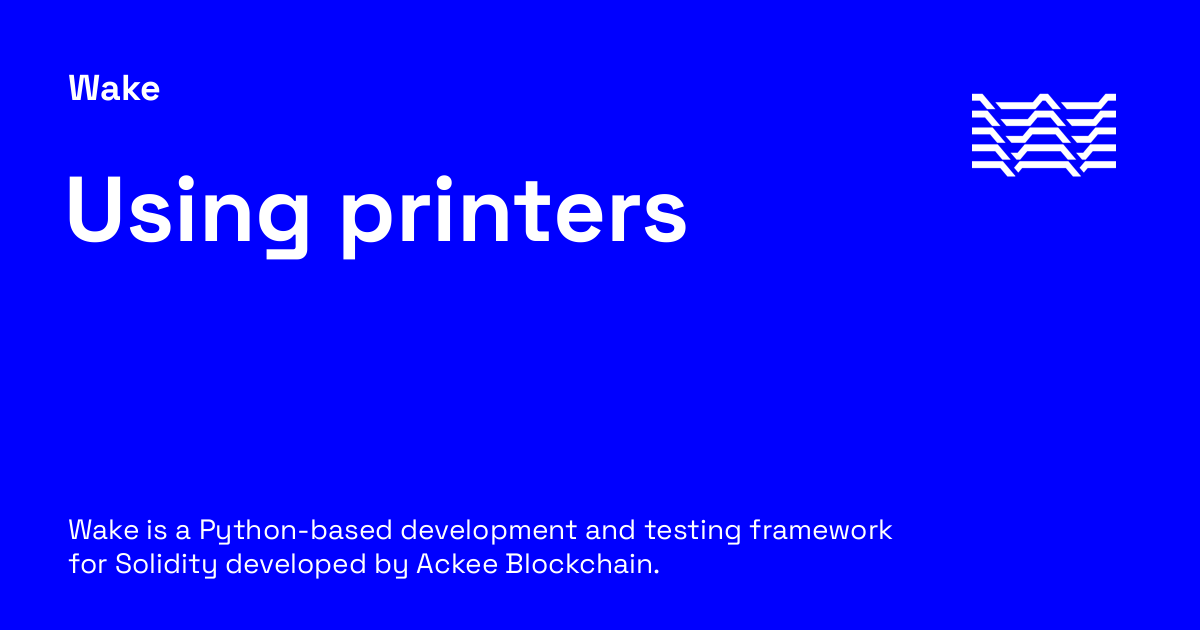 Wake
Using printers
Wake is a Python-based development and testing framework
for Solidity developed by Ackee Blockchain.